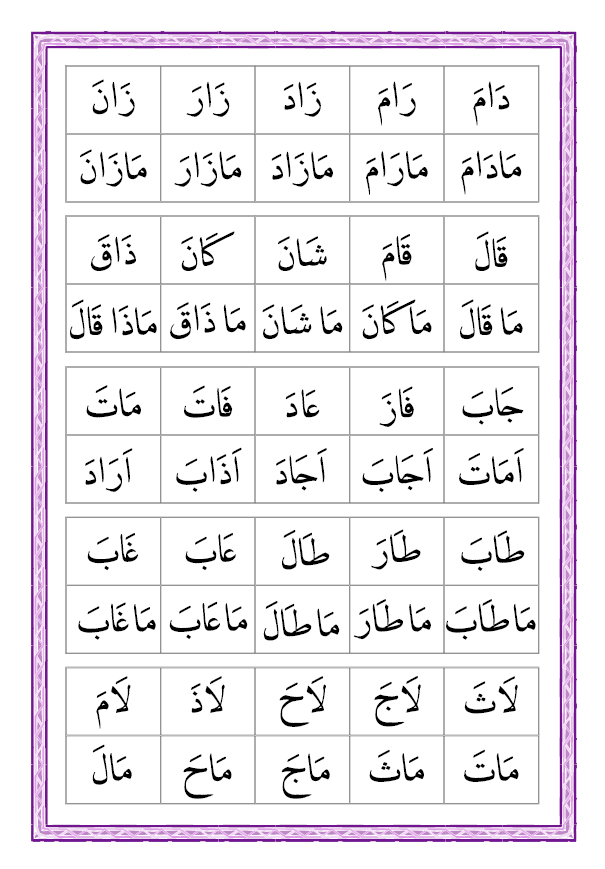 دَامَ رَامَ زَادَ زَارَ زَانَ
مَادَامَ مَارَامَ مَازَادَ مَازَارَ مَازَانَ
قَالَ قَامَ شَانَ كَانَ ذَاقَ
مَا قَالَ مَاكَانَ مَا شَانَ مَا ذَاقَ مَاذَا قَالَ
جَابَ فَازَ عَادَ فَاتَ مَاتَ
اَمَاتَ اَجَابَ اَجَادَ اَذَابَ اَرَادَ
طَابَ طَارَ طَالَ عَابَ غَابَ
مَاطَابَ مَاطَارَ مَاطَالَ مَاعَابَ مَاغَابَ
لَاثَ لَاجَ لَاحَ لَاذَ لَامَ
مَاتَ مَاثَ مَاجَ مَاحَ مَالَ